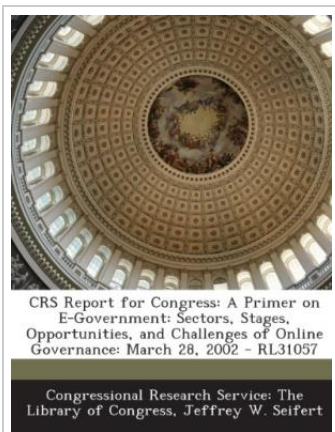 CRS Report for Congress: A Primer on
E-Government: Sectors, Stages,
Opportunities, and Challenges of Online
Governance: March 28, 2002 - RL31057
Congressional Research Service: The
Library of Congress, Jeffrey W. Seifert